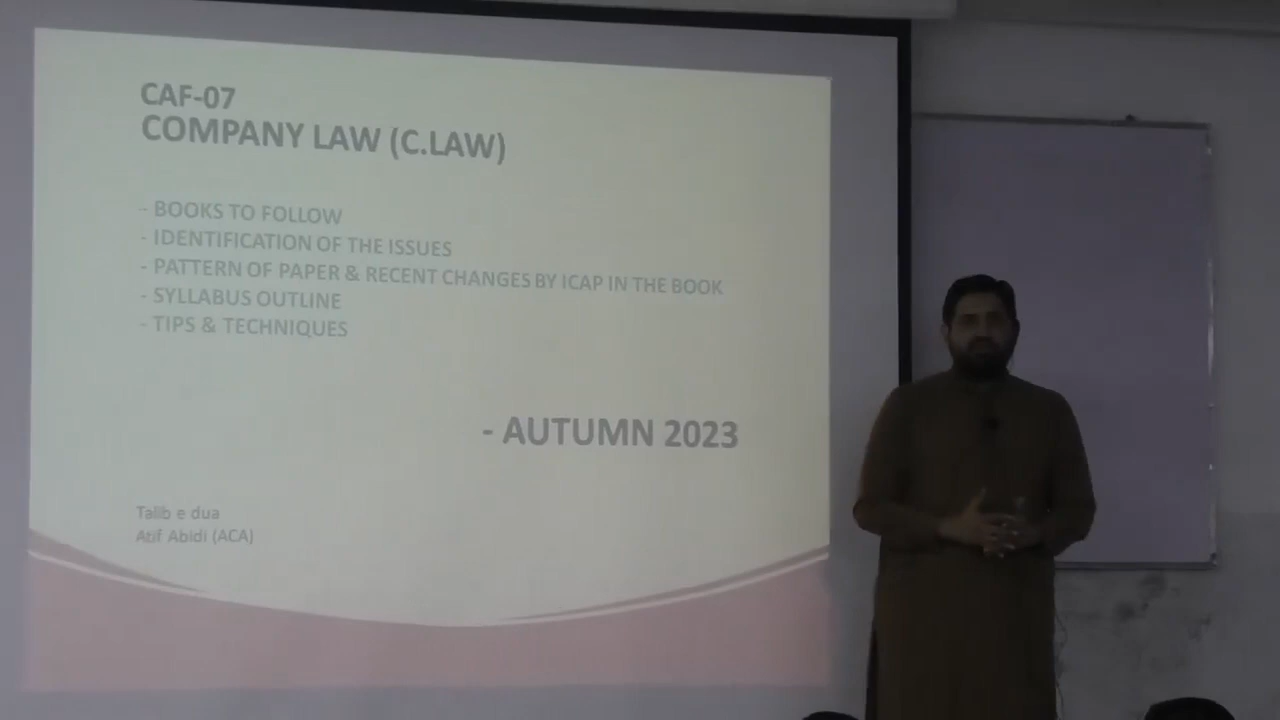 CAF-07
COMPANY LAW (C.LAW)
- BOOKS TO FOLLOW
- IDENTIFICATION OF THE ISSUES
- PATTERN OF PAPER & RECENT CHANGES BY ICAP IN THE BOOK
- SYLLABUS OUTLINE
- TIPS & TECHNIQUES
- AUTUMN 2023
Talib e dua
Atif Abidi (ACA)